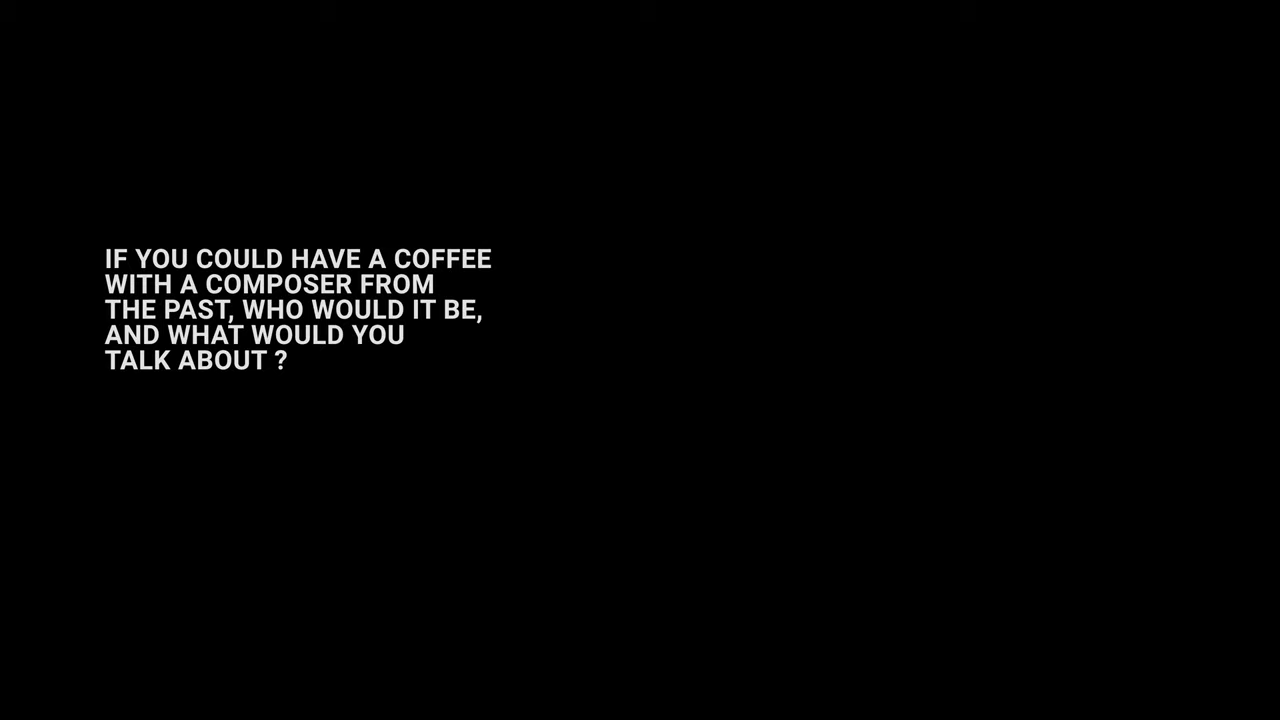 IF YOU COULD HAVE A COFFEE
WITH A COMPOSER FROM
THE PAST, WHO WOULD IT BE,
AND WHAT WOULD YOU
TALK ABOUT ?